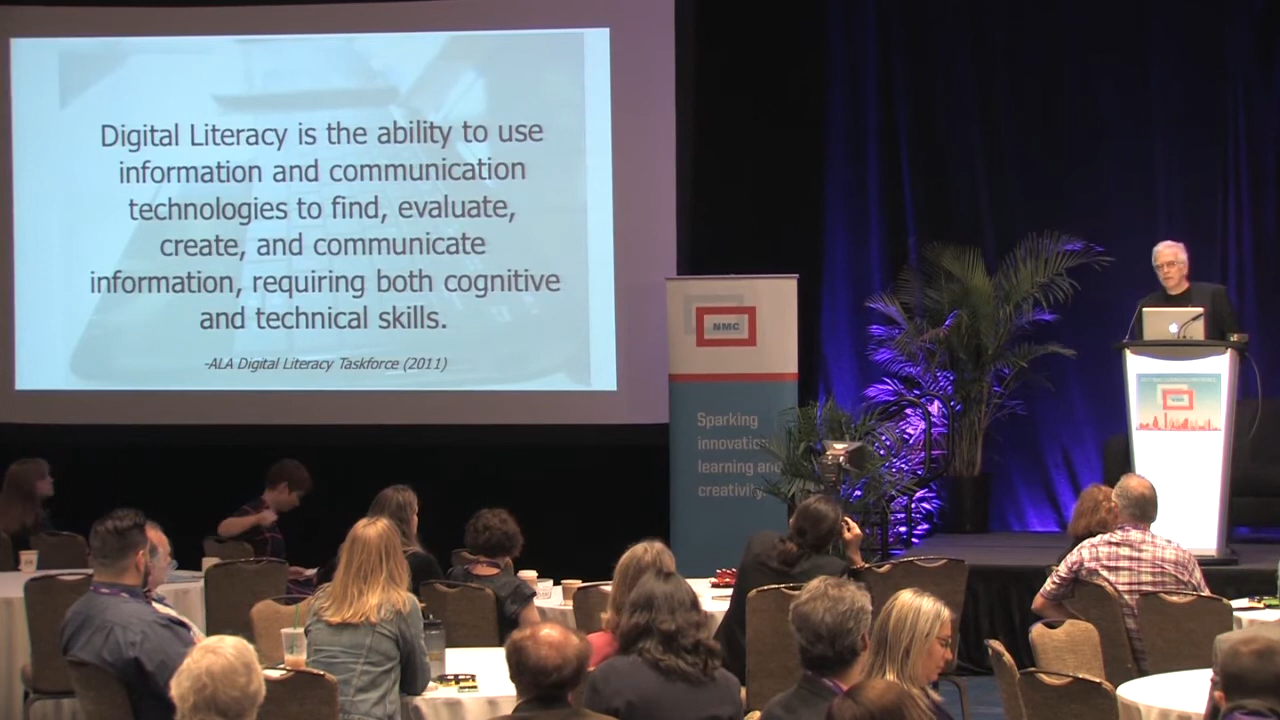 Digital Literacy is the ability to use
information and communication
technologies to find, evaluate,
create, and communicate
information, requiring both cognitive
and technical skills.
-ALA Digital Literacy Taskforce (2011)
NMC
Sparking
innovation,
learning and
creativity.